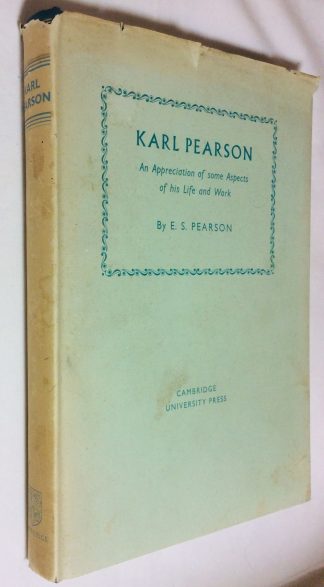 KARL
PEARSON
KARL PEARSON
An Appreciation of some Aspects
of his Life and Work
By E. S. PEARSON
CAMBRIDGE
UNIVERSITY PRESS